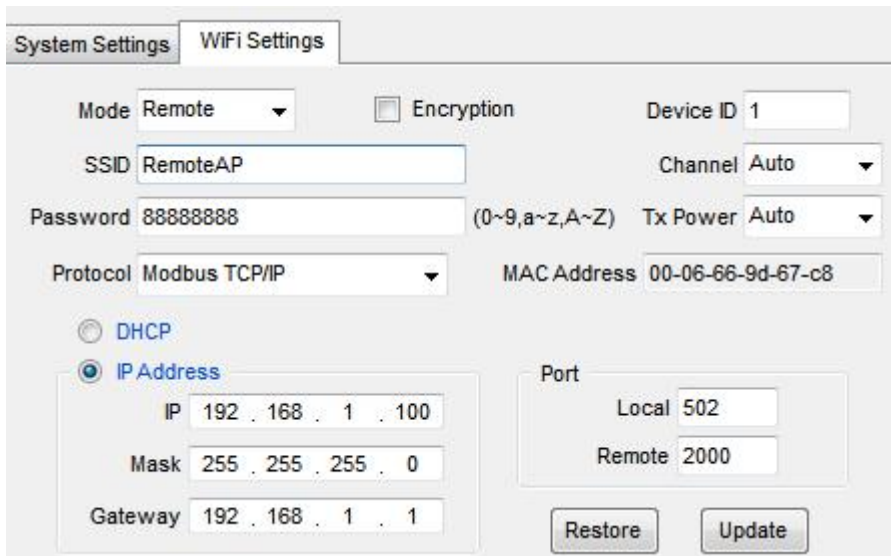 System Settings WiFi Settings
Mode Remote Encryption Device ID 1
SSID RemoteAP Channel Auto
Password 88888888 (0~9,a~z,A~Z) Tx Power Auto
Protocol Modbus TCP/IP MAC Address 00-06-66-9d-67-c8
DHCP
IP Address
IP 192 . 168 . 1 . 100
Mask 255 . 255 . 255 . 0
Gateway 192 . 168 . 1 . 1
Port
Local 502
Remote 2000
Restore Update